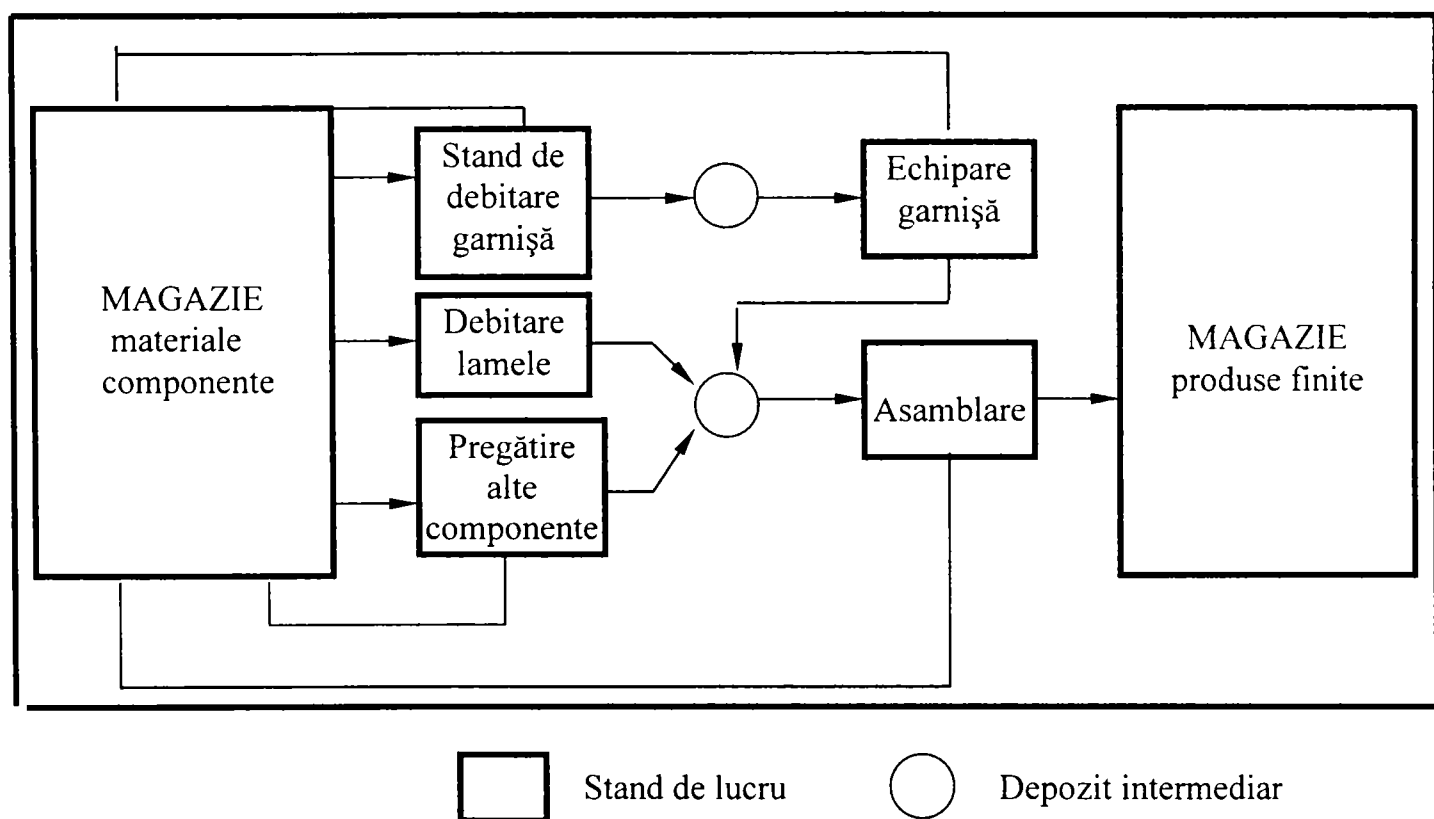 MAGAZIE
materiale
componente
Stand de
debitare
garnişă
Debitare
lamele
Pregătire
alte
componente
Echipare
garnişă
Asamblare
MAGAZIE
produse finite
Stand de lucru
Depozit intermediar